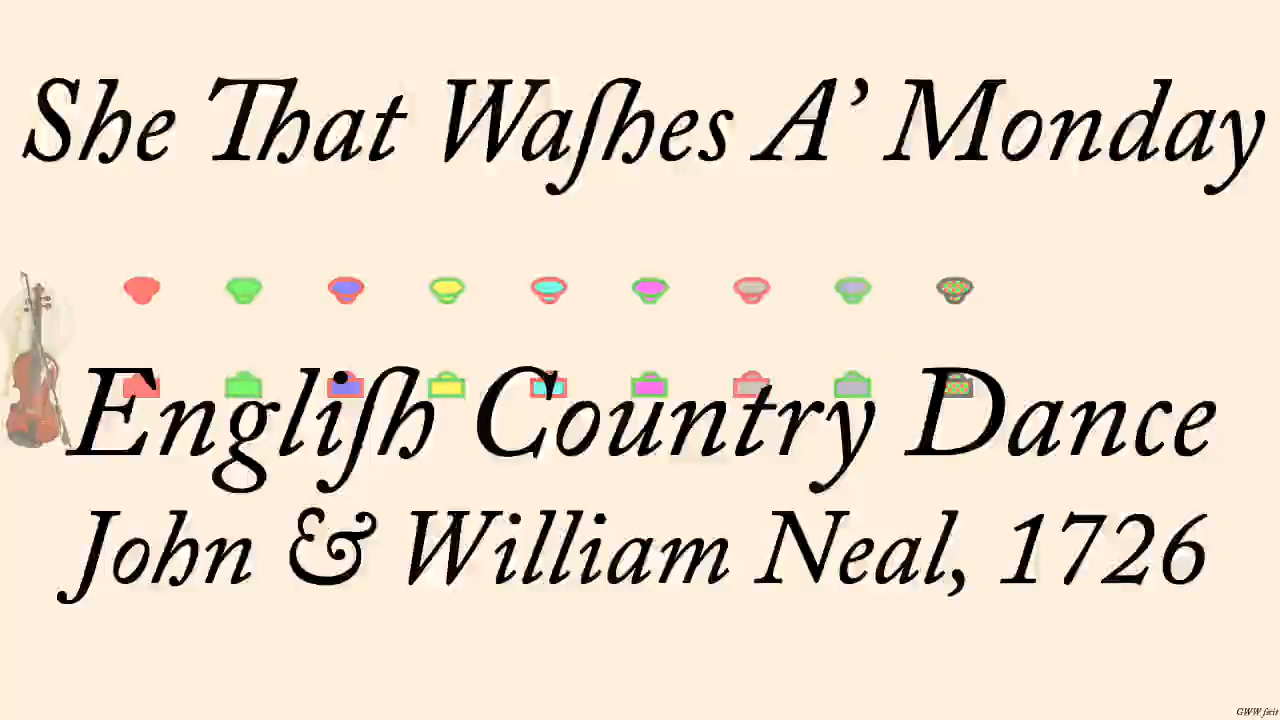 She That Waſhes A’ Monday
Engliſh Country Dance
John & William Neal, 1726
GWW fecit